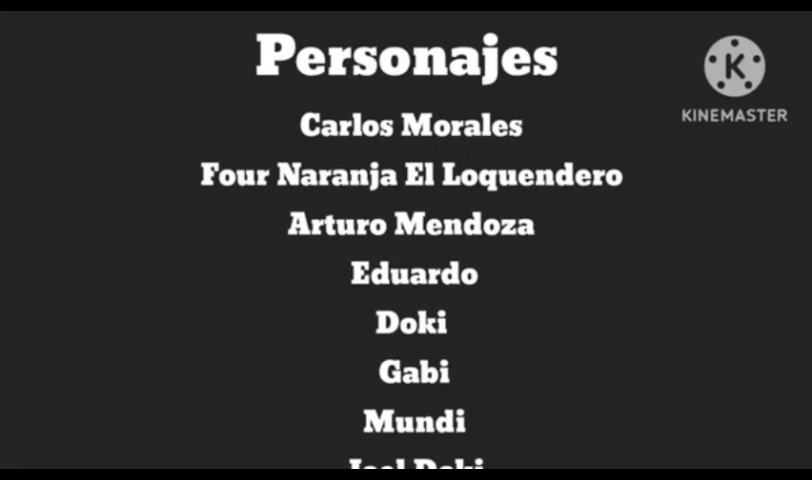 Personajes
KINEMASTER
Carlos Morales
Four Naranja El Loquendero
Arturo Mendoza
Eduardo
Doki
Gabi
Mundi